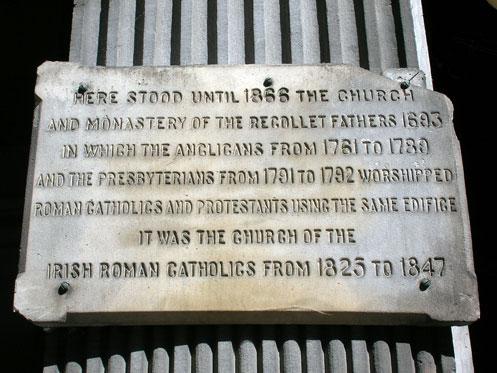 HERE STOOD UNTIL 1866 THE CHURCH
AND MONASTERY OF THE RECOLLET FATHERS 1693
IN WHICH THE ANGLICANS FROM 1761 TO 1789
AND THE PRESBYTERIANS FROM 1791 TO 1792 WORSHIPPED
ROMAN CATHOLICS AND PROTESTANTS USING THE SAME EDIFICE
IT WAS THE CHURCH OF THE
IRISH ROMAN CATHOLICS FROM 1825 TO 1847